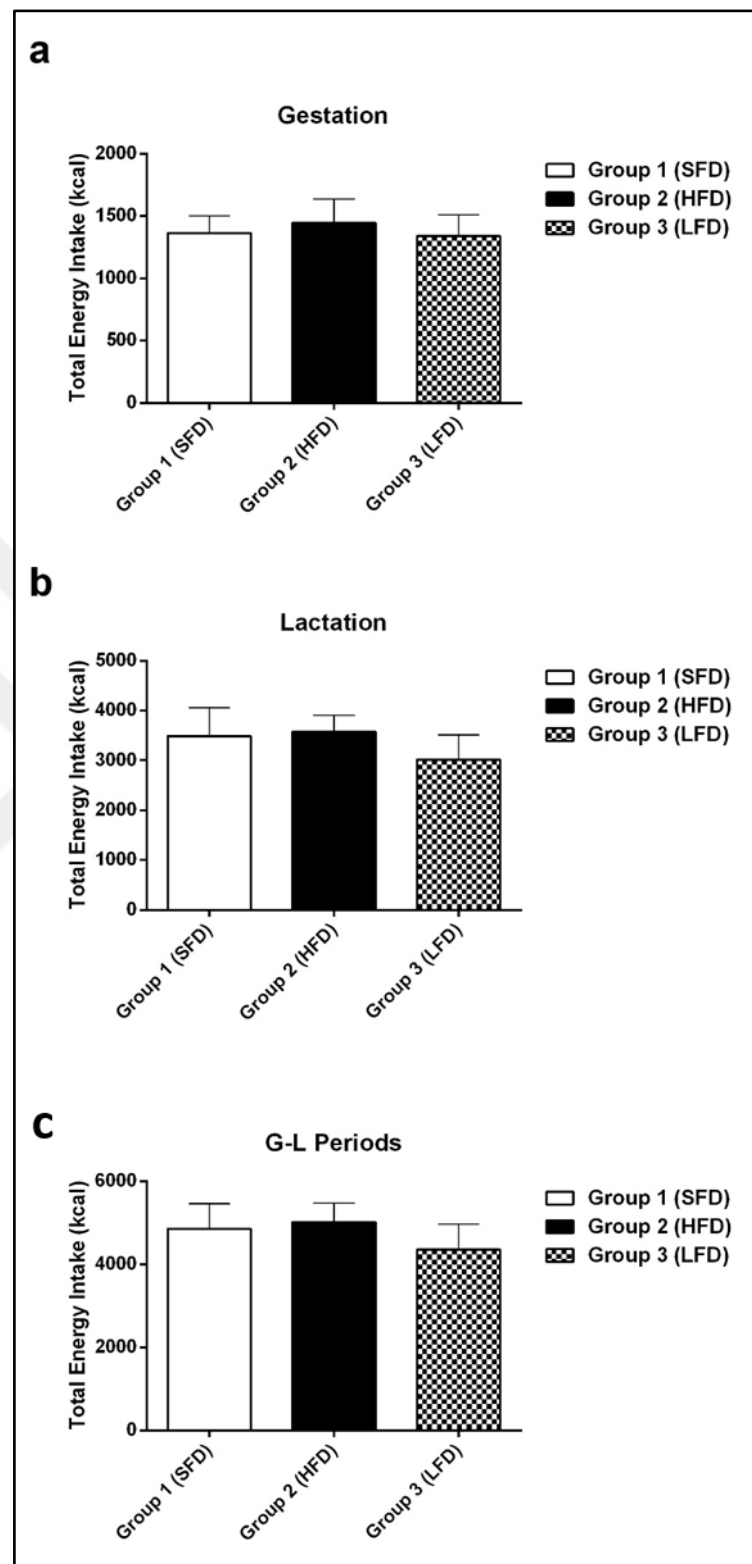 a
Gestation
Total Energy Intake (kcal)
2000
1500
1000
500
0
Group 1 (SFD)
Group 2 (HFD)
Group 3 (LFD)
Group 1 (SFD)
Group 2 (HFD)
Group 3 (LFD)
b
Lactation
Total Energy Intake (kcal)
5000
4000
3000
2000
1000
0
Group 1 (SFD)
Group 2 (HFD)
Group 3 (LFD)
Group 1 (SFD)
Group 2 (HFD)
Group 3 (LFD)
c
G-L Periods
Total Energy Intake (kcal)
6000
4000
2000
0
Group 1 (SFD)
Group 2 (HFD)
Group 3 (LFD)
Group 1 (SFD)
Group 2 (HFD)
Group 3 (LFD)